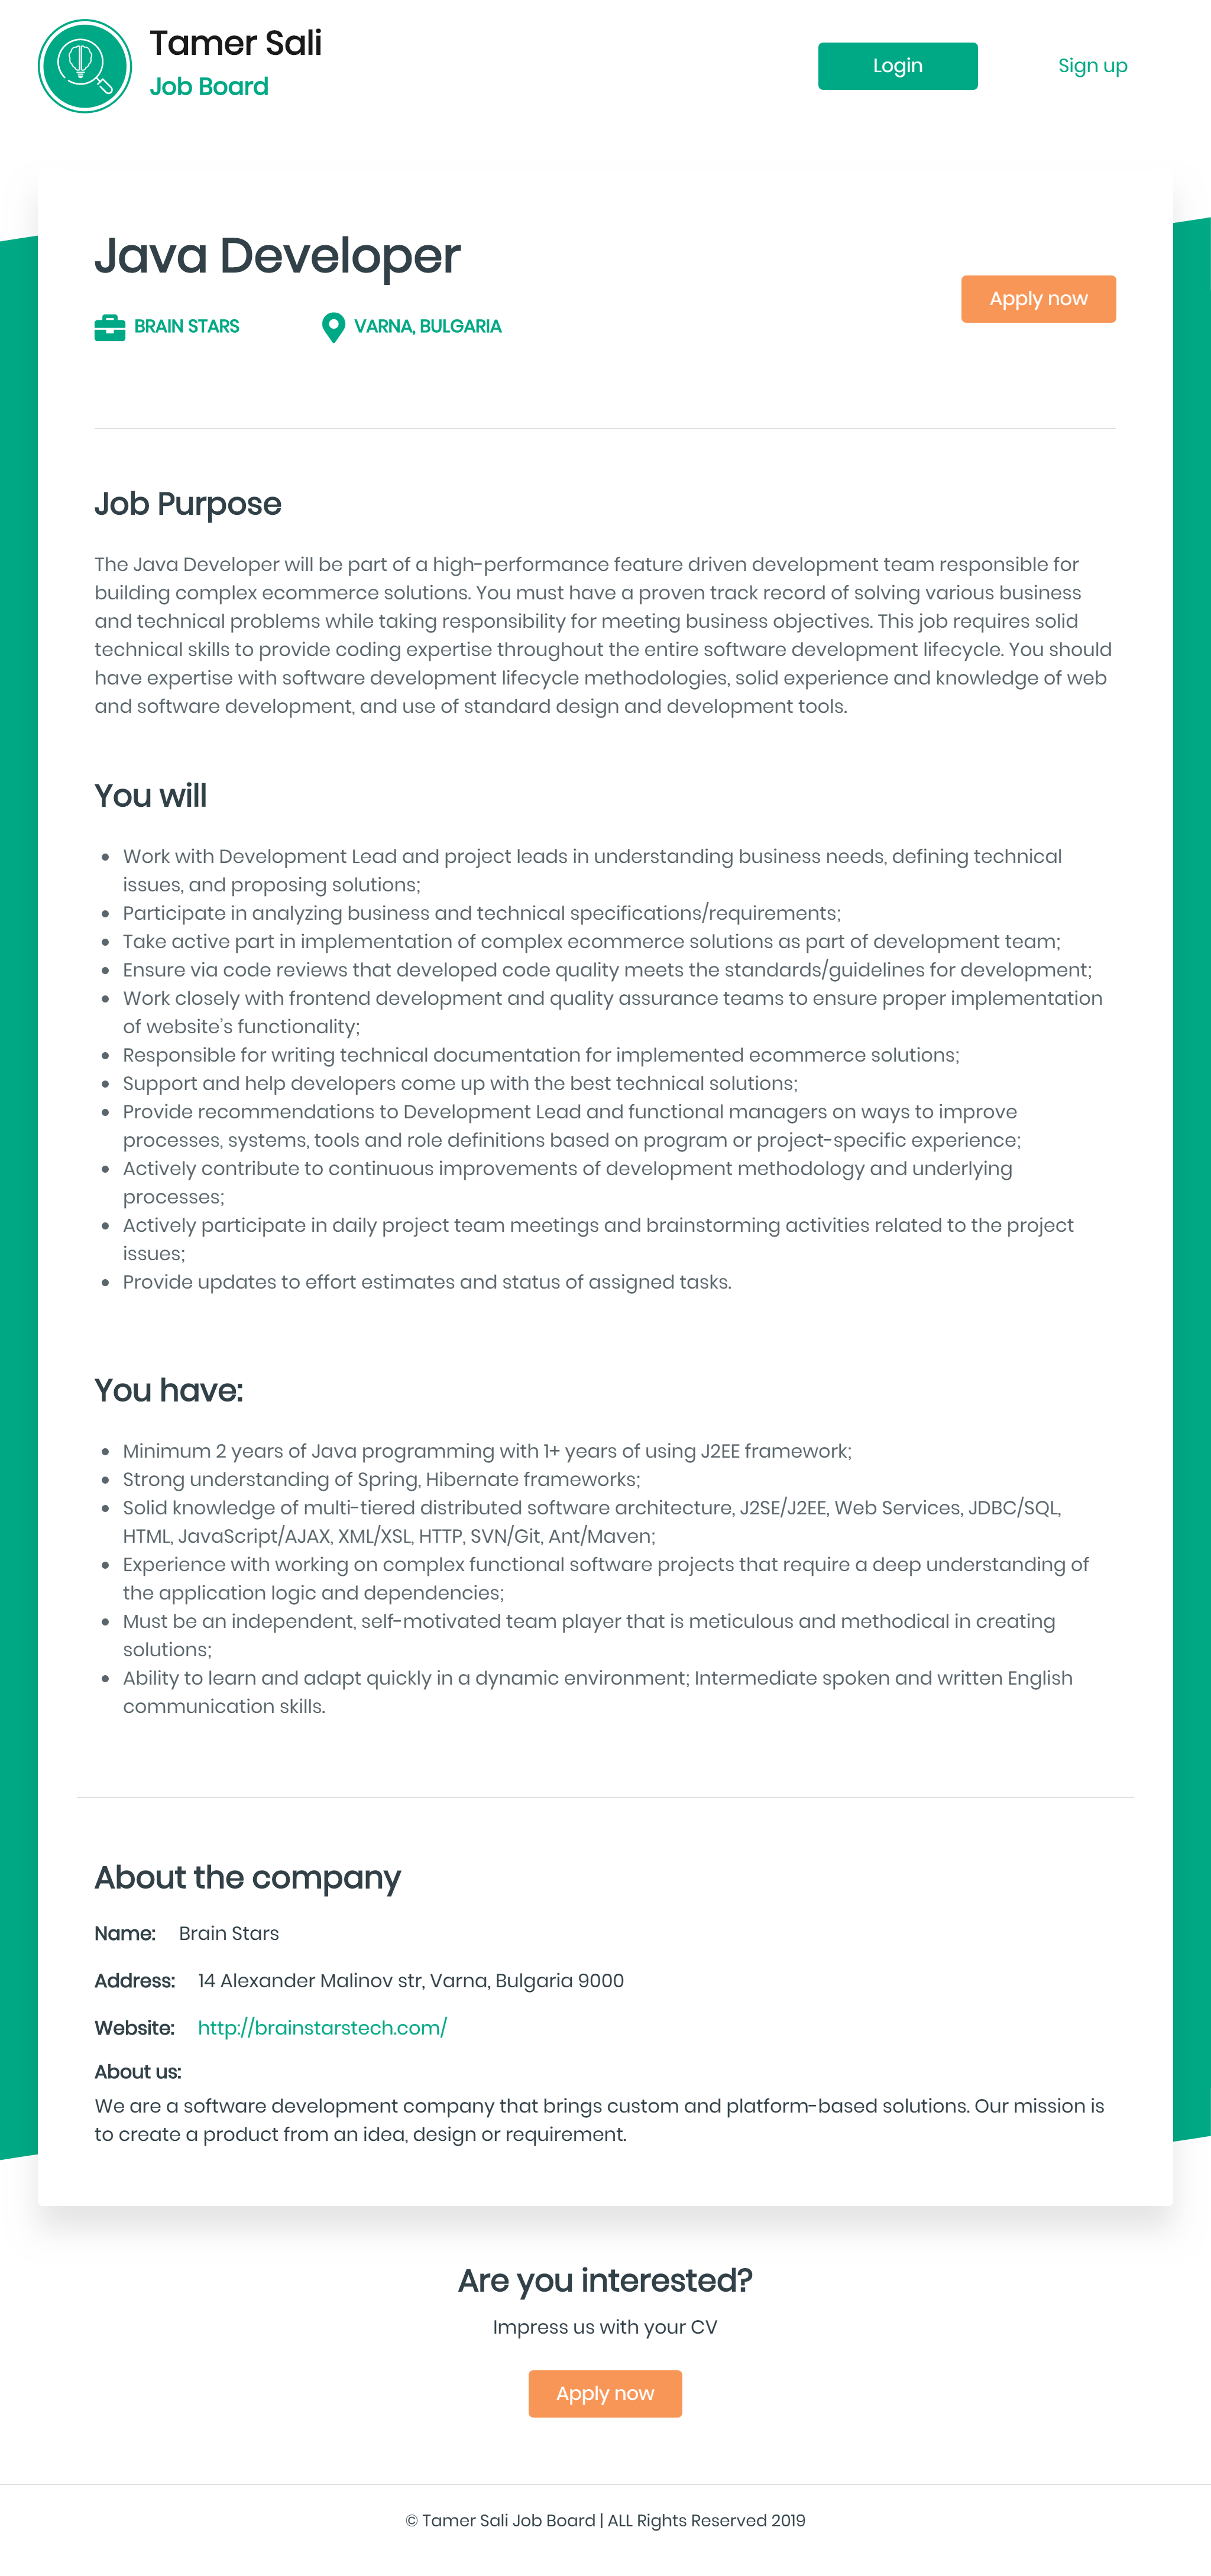 Tamer Sali
Job Board
Login
Sign up
Java Developer
BRAIN STARS
VARNA, BULGARIA
Apply now
Job Purpose
The Java Developer will be part of a high-performance feature driven development team responsible for
building complex ecommerce solutions. You must have a proven track record of solving various business
and technical problems while taking responsibility for meeting business objectives. This job requires solid
technical skills to provide coding expertise throughout the entire software development lifecycle. You should
have expertise with software development lifecycle methodologies, solid experience and knowledge of web
and software development, and use of standard design and development tools.
You will
• Work with Development Lead and project leads in understanding business needs, defining technical
issues, and proposing solutions;
• Participate in analyzing business and technical specifications/requirements;
• Take active part in implementation of complex ecommerce solutions as part of development team;
• Ensure via code reviews that developed code quality meets the standards/guidelines for development;
• Work closely with frontend development and quality assurance teams to ensure proper implementation
of website's functionality;
• Responsible for writing technical documentation for implemented ecommerce solutions;
• Support and help developers come up with the best technical solutions;
• Provide recommendations to Development Lead and functional managers on ways to improve
processes, systems, tools and role definitions based on program or project-specific experience;
• Actively contribute to continuous improvements of development methodology and underlying
processes;
• Actively participate in daily project team meetings and brainstorming activities related to the project
issues;
• Provide updates to effort estimates and status of assigned tasks.
You have:
• Minimum 2 years of Java programming with 1+ years of using J2EE framework;
• Strong understanding of Spring, Hibernate frameworks;
• Solid knowledge of multi-tiered distributed software architecture, J2SE/J2EE, Web Services, JDBC/SQL,
HTML, JavaScript/AJAX, XML/XSL, HTTP, SVN/Git, Ant/Maven;
• Experience with working on complex functional software projects that require a deep understanding of
the application logic and dependencies;
• Must be an independent, self-motivated team player that is meticulous and methodical in creating
solutions;
• Ability to learn and adapt quickly in a dynamic environment; Intermediate spoken and written English
communication skills.
About the company
Name: Brain Stars
Address: 14 Alexander Malinov str, Varna, Bulgaria 9000
Website: http://brainstarstech.com/
About us:
We are a software development company that brings custom and platform-based solutions. Our mission is
to create a product from an idea, design or requirement.
Are you interested?
Impress us with your CV
Apply now
© Tamer Sali Job Board | ALL Rights Reserved 2019